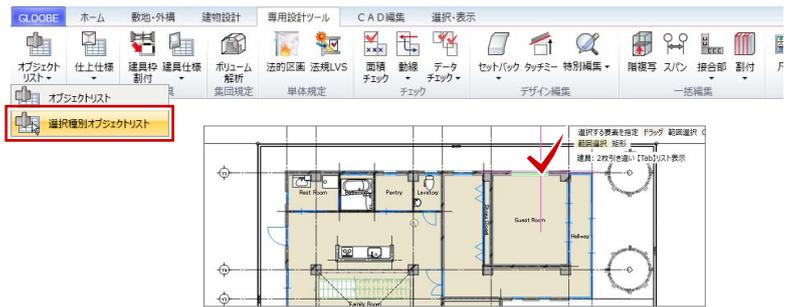 GLOOBE ホーム 敷地・外構 建物設計 専用設計ツール CAD編集 選択・表示
オブジェクトリスト 仕上仕様 建具枠割付 建具仕様 ボリューム解析 法的区画 法規LVS 面積チェック 動線 データチェック セットバック タッチミー 特別編集 階複写 スパン 接合部 割付
集団規定 単体規定 チェック デザイン編集 一括編集
オブジェクトリスト
選択種別オブジェクトリスト
選択する要素を指定 ドラッグ 範囲選択
範囲選択 矩形
建具: 2枚引き違い【Tab】リスト表示
Rest Room
Bathroom
Pantry
Lavatory
Guest Room
Hallway
Family Room